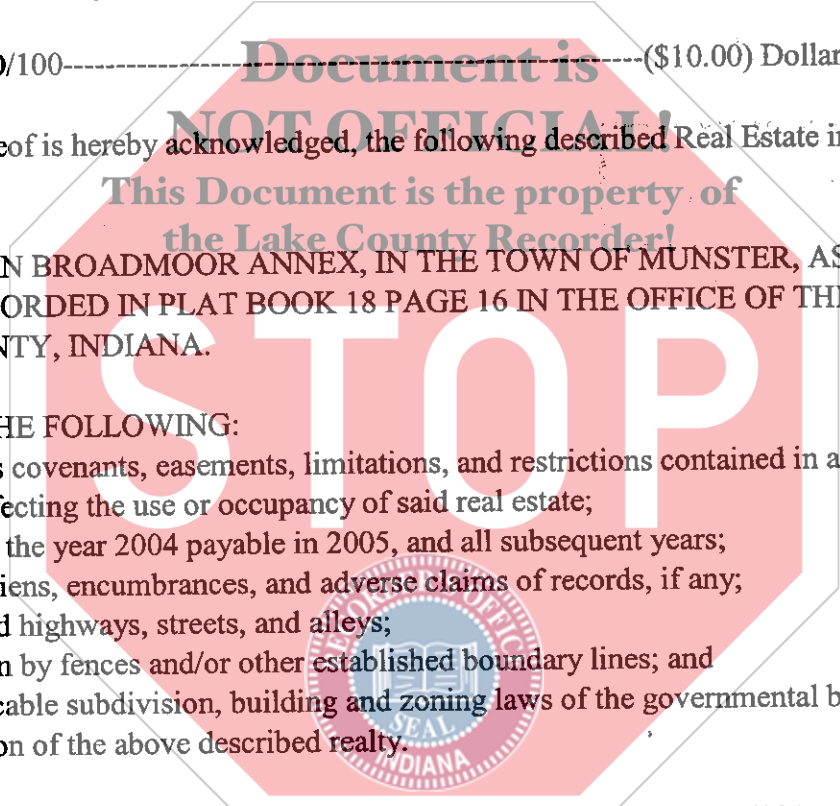 0/100------------------------------------------------------------($10.00) Dollar
Document is
NOT OFFICIAL!
eof is hereby acknowledged, the following described Real Estate in
This Document is the property of
the Lake County Recorder!
N BROADMOOR ANNEX, IN THE TOWN OF MUNSTER, AS
ORDED IN PLAT BOOK 18 PAGE 16 IN THE OFFICE OF THE
NTY, INDIANA.
STOP
HE FOLLOWING:
s covenants, easements, limitations, and restrictions contained in a
fecting the use or occupancy of said real estate;
the year 2004 payable in 2005, and all subsequent years;
iens, encumbrances, and adverse claims of records, if any;
d highways, streets, and alleys;
n by fences and/or other established boundary lines; and
cable subdivision, building and zoning laws of the governmental b
on of the above described realty.
RECORDER'S OFFICE
SEAL
INDIANA